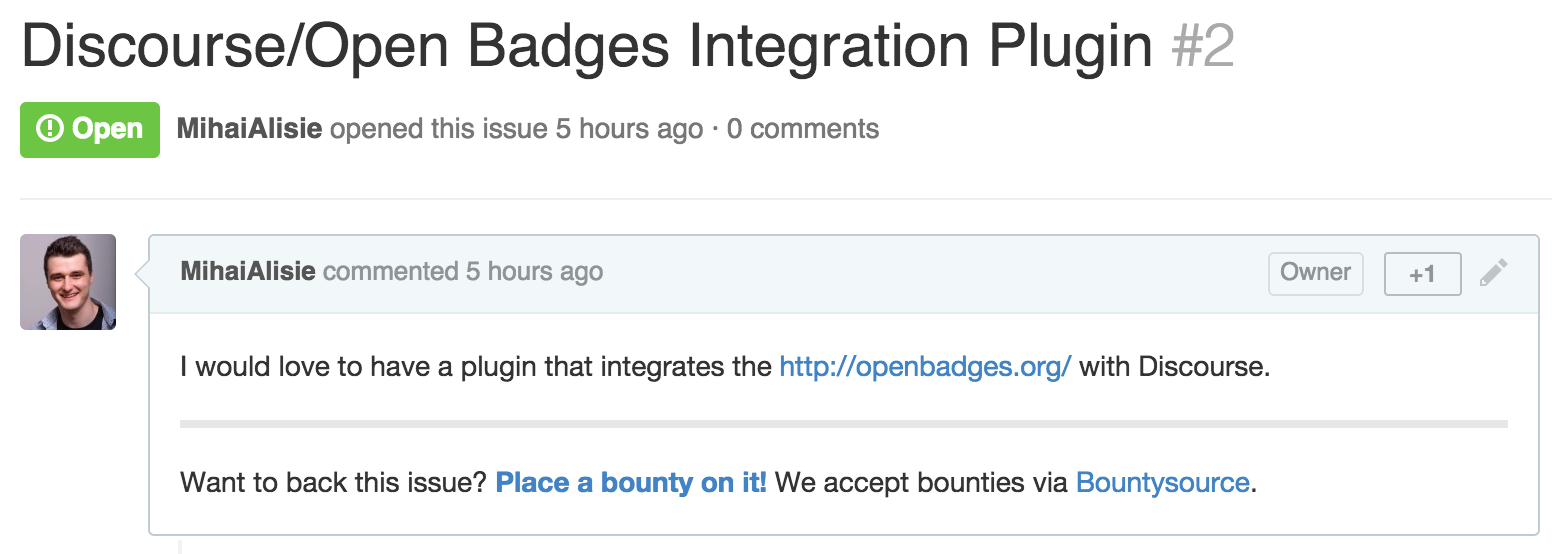 Discourse/Open Badges Integration Plugin #2
Open MihaiAlisie opened this issue 5 hours ago · 0 comments
MihaiAlisie commented 5 hours ago Owner +1
I would love to have a plugin that integrates the http://openbadges.org/ with Discourse.
Want to back this issue? Place a bounty on it! We accept bounties via Bountysource.